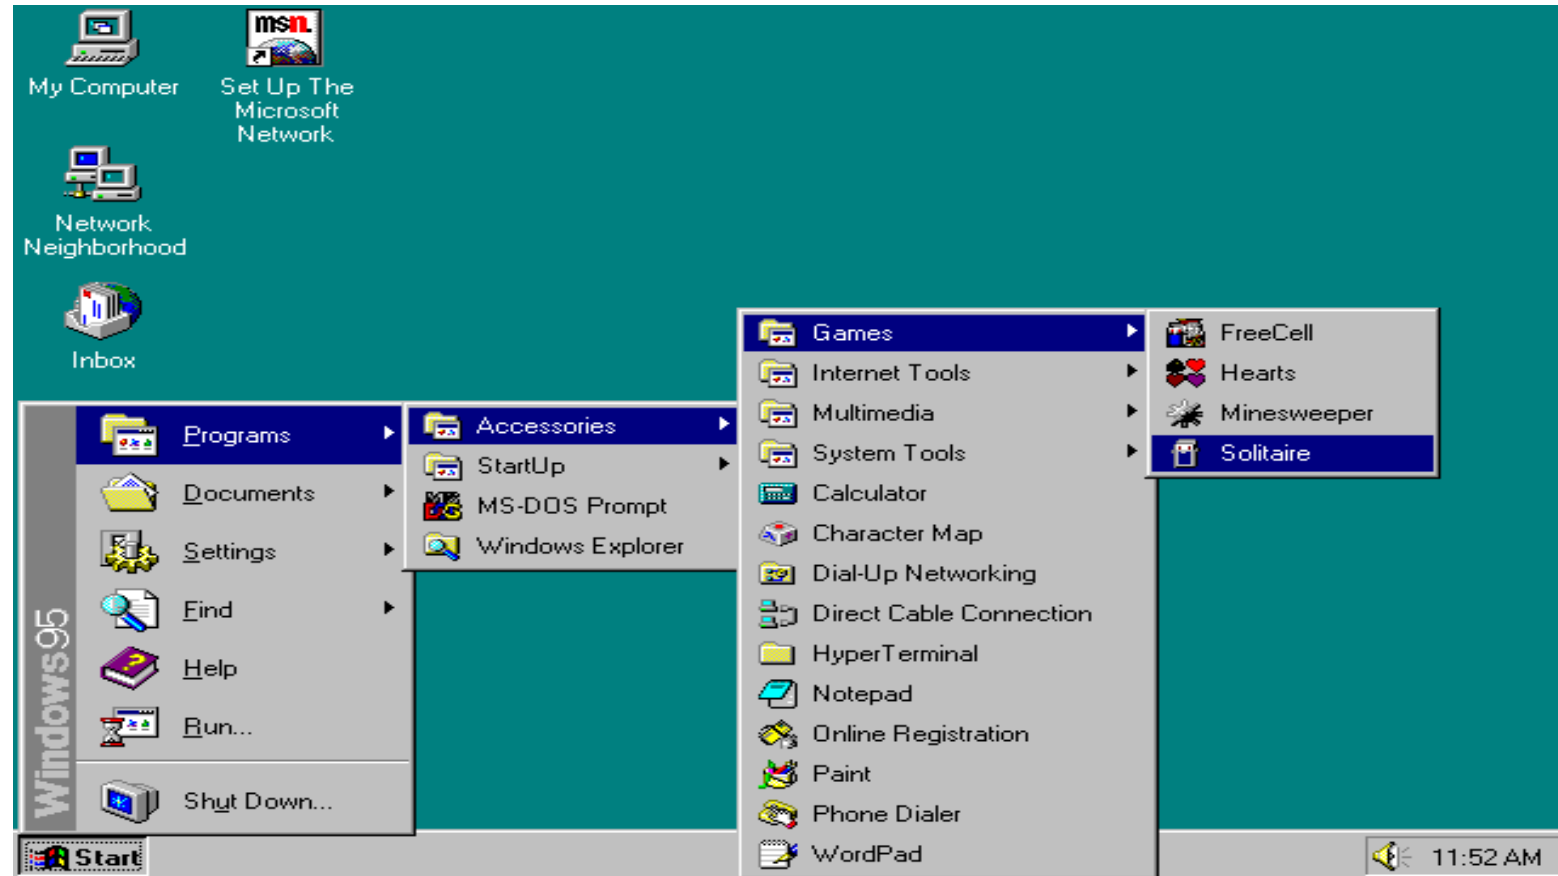 msn.
My Computer
Set Up The
Microsoft
Network
Network
Neighborhood
Inbox
Windows95
Programs
Documents
Settings
Find
Help
Run...
Shut Down...
Accessories
StartUp
MS-DOS Prompt
Windows Explorer
Games
Internet Tools
Multimedia
System Tools
Calculator
Character Map
Dial-Up Networking
Direct Cable Connection
HyperTerminal
Notepad
Online Registration
Paint
Phone Dialer
WordPad
FreeCell
Hearts
Minesweeper
Solitaire
Start
11:52 AM